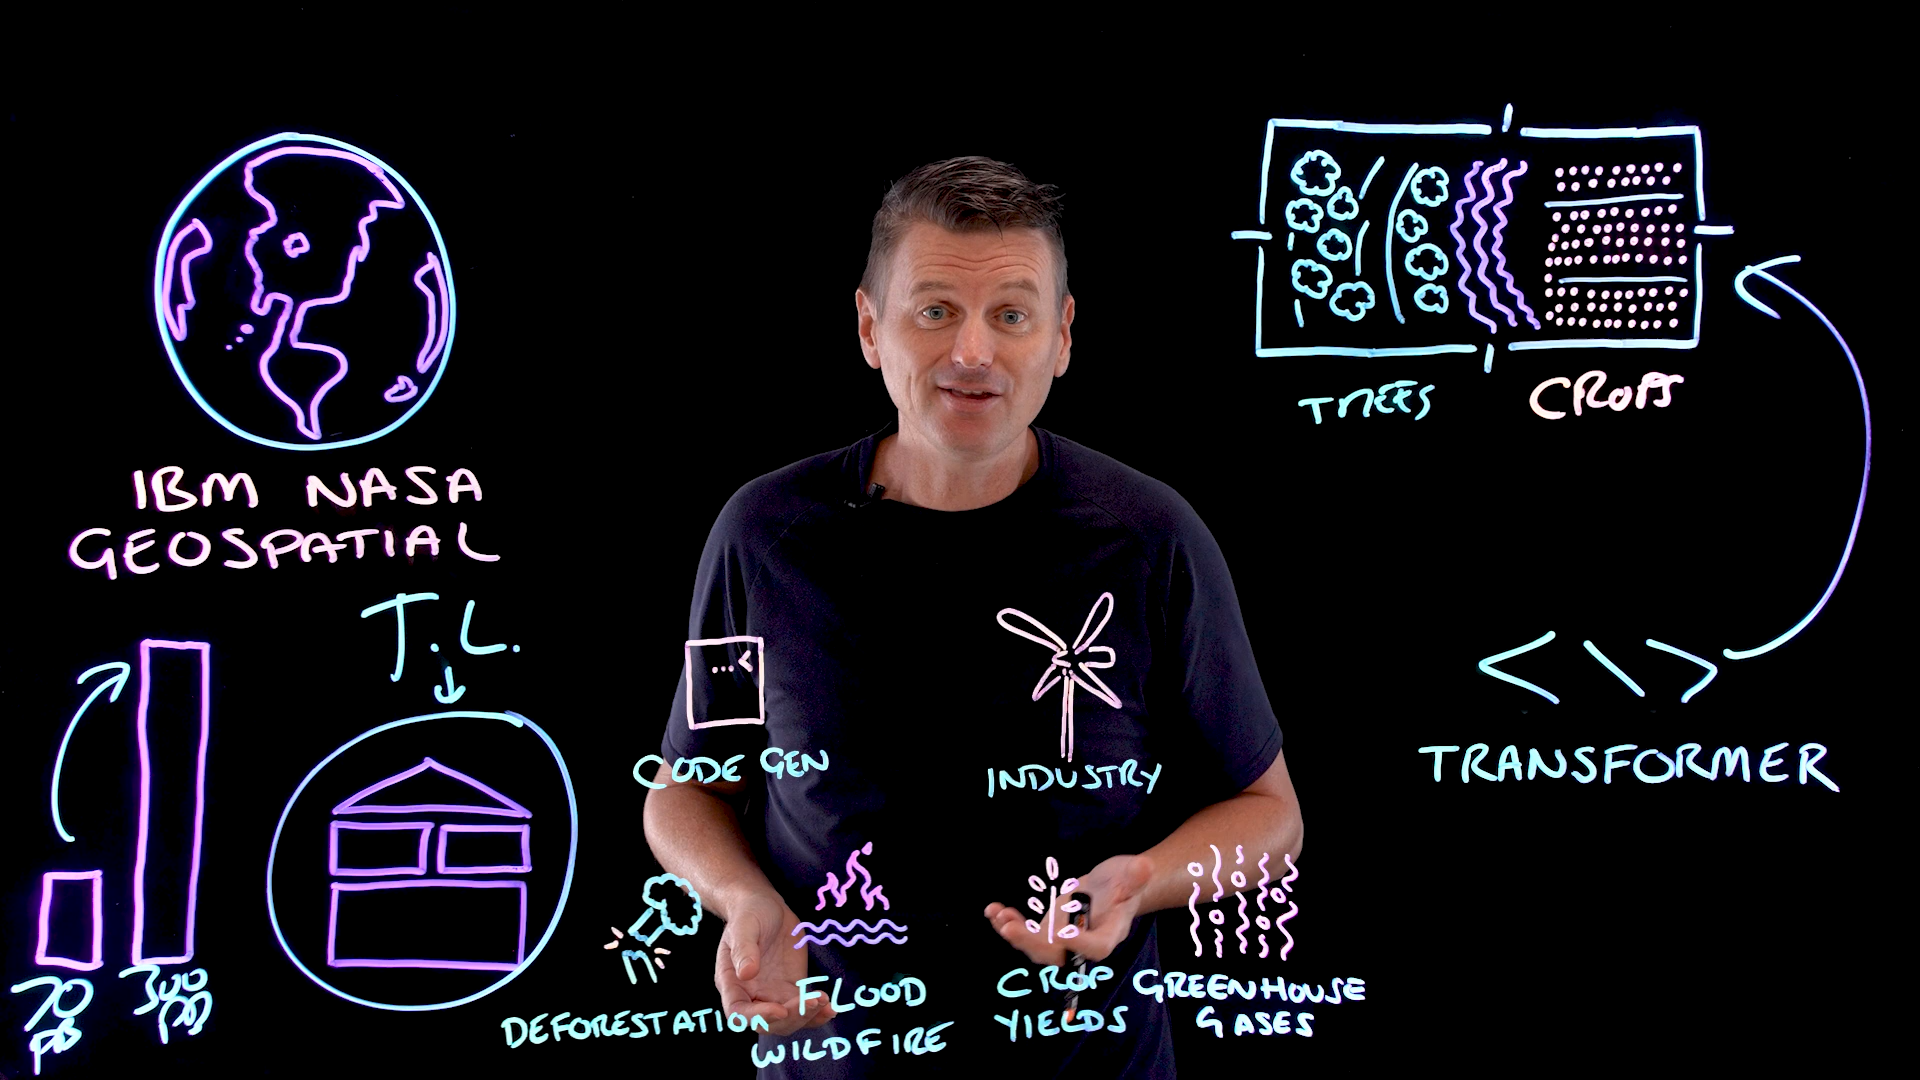 IBM NASA
GEOSPATIAL
T.L.
70
PB
300
PB
CODE GEN
INDUSTRY
DEFORESTATION
FLOOD
WILDFIRE
CROP
YIELDS
GREENHOUSE
GASES
TREES
CROPS
< \ >
TRANSFORMER